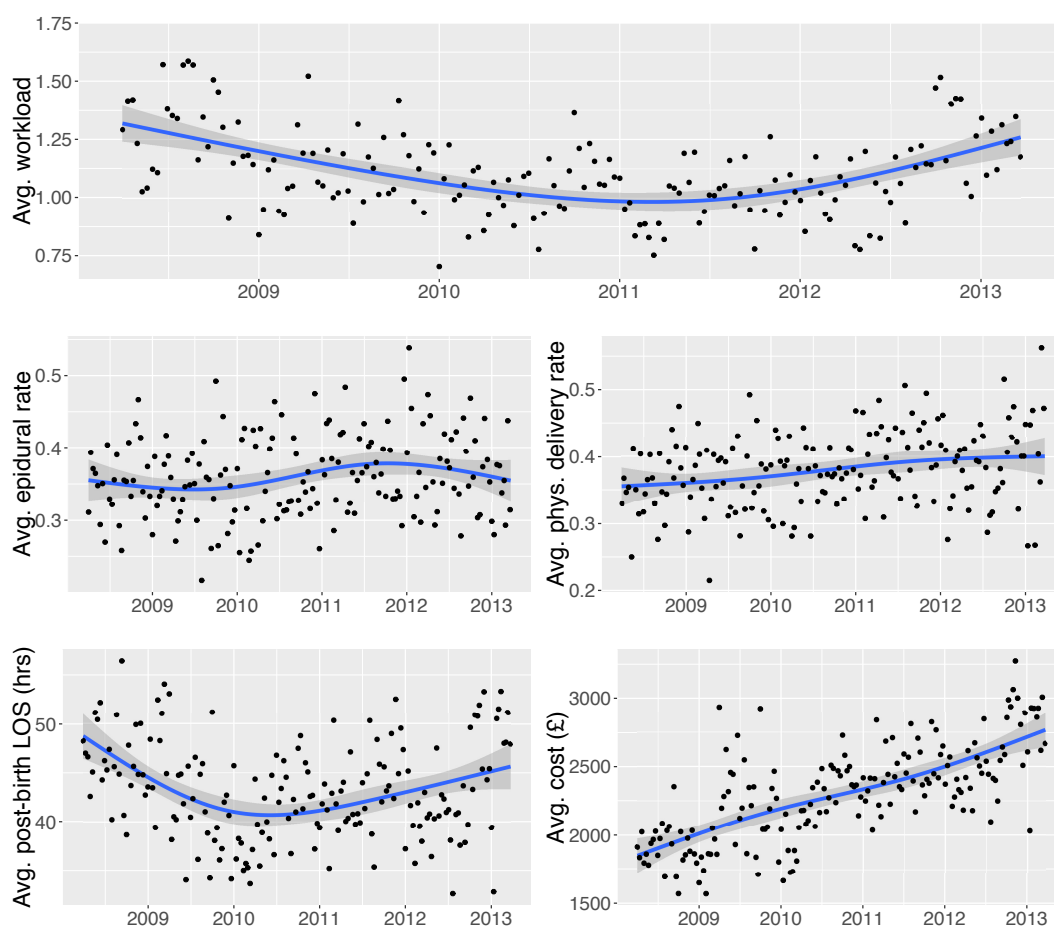 Avg. workload
1.75
1.50
1.25
1.00
0.75
2009 2010 2011 2012 2013
Avg. epidural rate
0.5
0.4
0.3
2009 2010 2011 2012 2013
Avg. phys. delivery rate
0.5
0.4
0.3
0.2
2009 2010 2011 2012 2013
Avg. post-birth LOS (hrs)
50
40
2009 2010 2011 2012 2013
Avg. cost (£)
3000
2500
2000
1500
2009 2010 2011 2012 2013